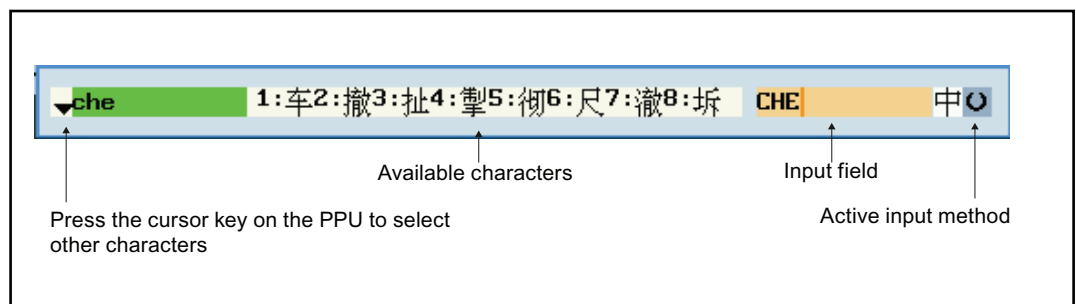 che 1:车2:撤3:扯4:掣5:彻6:尺7:澈8:坼 CHE 中
Available characters Input field
Press the cursor key on the PPU to select Active input method
other characters